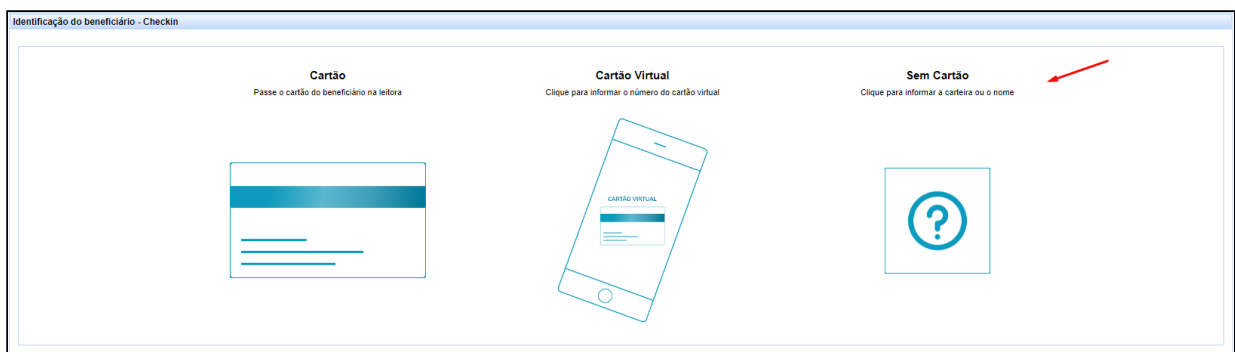 Identificação do beneficiário - Checkin
Cartão
Passe o cartão do beneficiário na leitora
Cartão Virtual
Clique para informar o número do cartão virtual
CARTÃO VIRTUAL
Sem Cartão
Clique para informar a carteira ou o nome
?